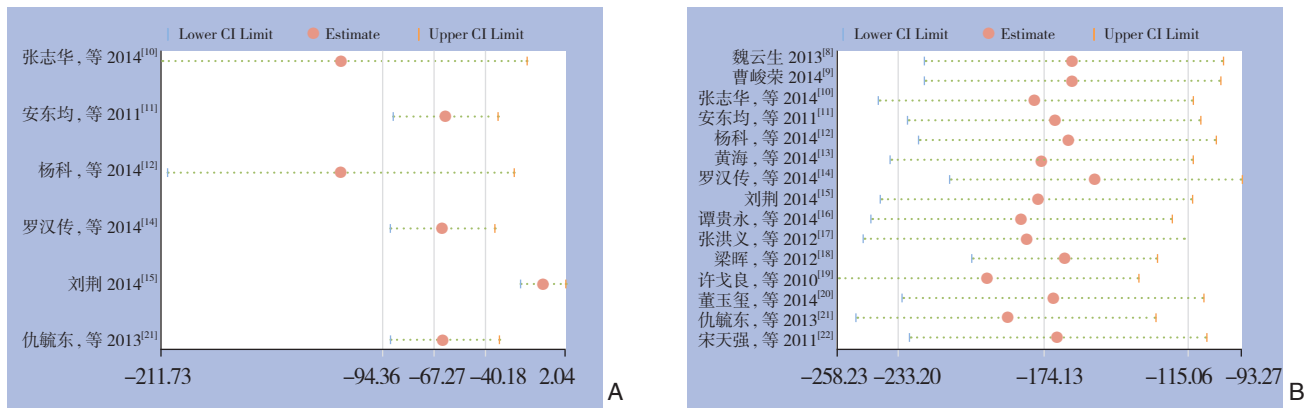 Lower CI Limit Estimate Upper CI Limit
张志华,等 2014[10]
安东均,等 2011[11]
杨科,等 2014[12]
罗汉传,等 2014[14]
刘荆 2014[15]
仇毓东,等 2013[21]
−211.73 −94.36 −67.27 −40.18 2.04
A
Lower CI Limit Estimate Upper CI Limit
魏云生 2013[8]
曹峻荣 2014[9]
张志华,等 2014[10]
安东均,等 2011[11]
杨科,等 2014[12]
黄海,等 2014[13]
罗汉传,等 2014[14]
刘荆 2014[15]
谭贵永,等 2014[16]
张洪义,等 2012[17]
梁晖,等 2012[18]
许戈良,等 2010[19]
董玉玺,等 2014[20]
仇毓东,等 2013[21]
宋天强,等 2011[22]
−258.23 −233.20 −174.13 −115.06 −93.27
B